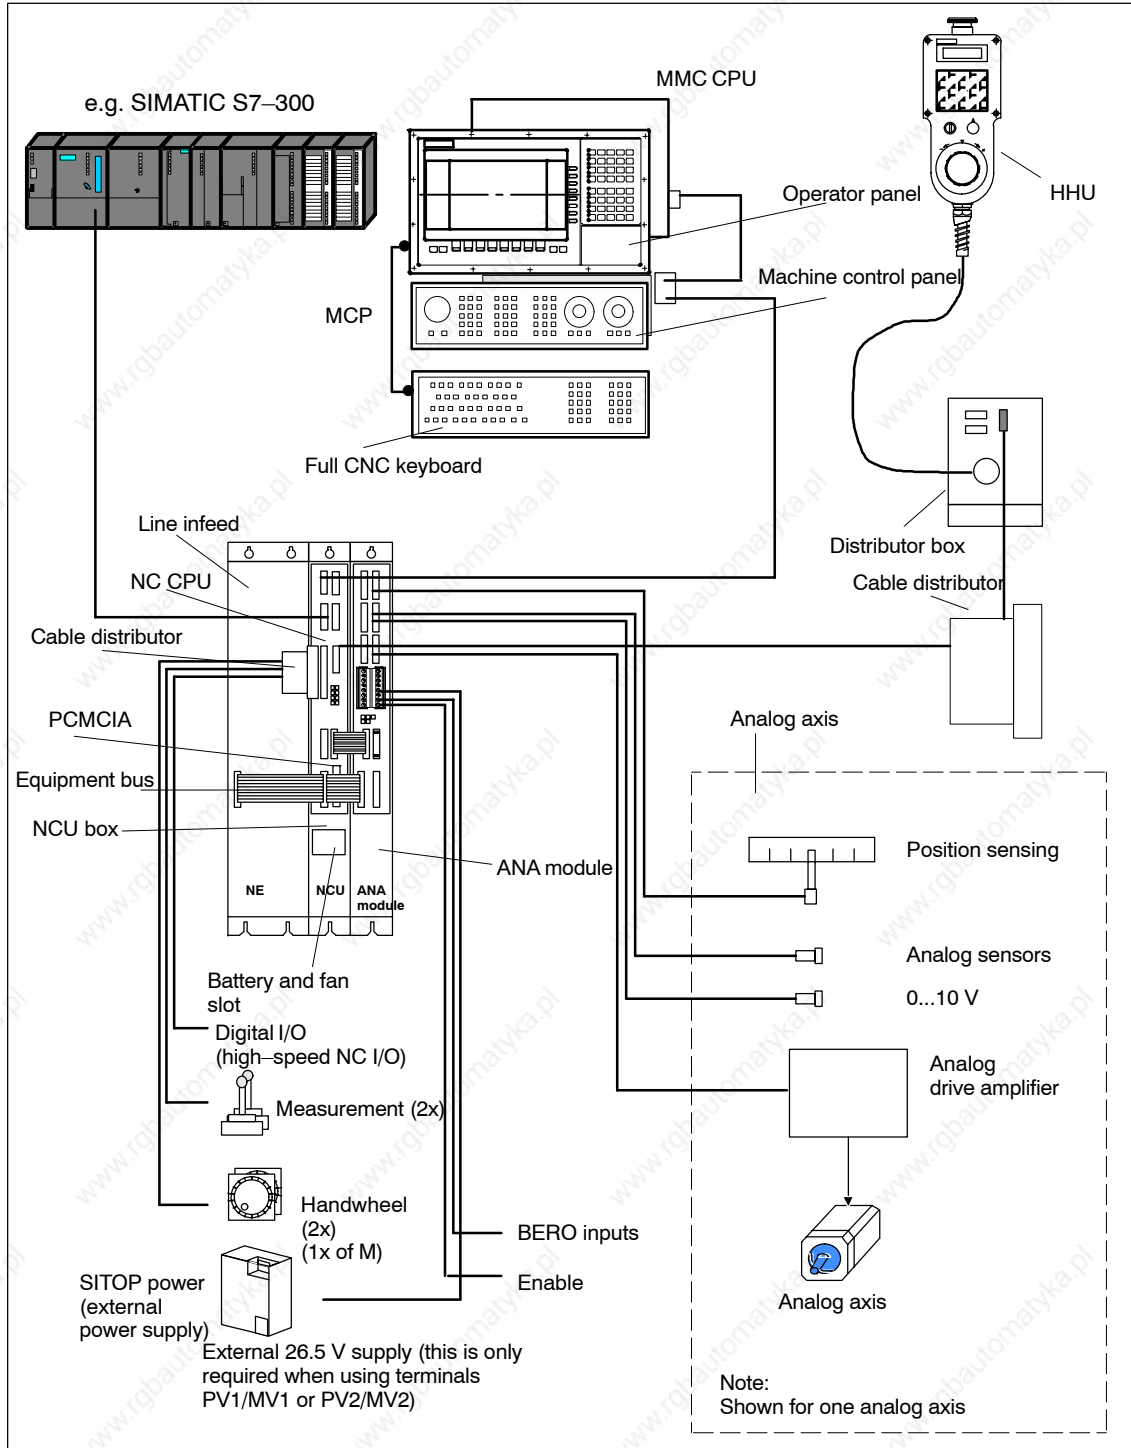 MMC CPU
e.g. SIMATIC S7–300
Operator panel
HHU
Machine control panel
MCP
Full CNC keyboard
Line infeed
Distributor box
NC CPU
Cable distributor
Cable distributor
PCMCIA
Analog axis
Equipment bus
NCU box
Position sensing
ANA module
NE
NCU
ANA
module
Analog sensors
Battery and fan
slot
0...10 V
Digital I/O
(high–speed NC I/O)
Analog
drive amplifier
Measurement (2x)
Handwheel
(2x)
(1x of M)
BERO inputs
SITOP power
(external
power supply)
Enable
Analog axis
External 26.5 V supply (this is only
required when using terminals
PV1/MV1 or PV2/MV2)
Note:
Shown for one analog axis
www.rgbautomatyka.pl